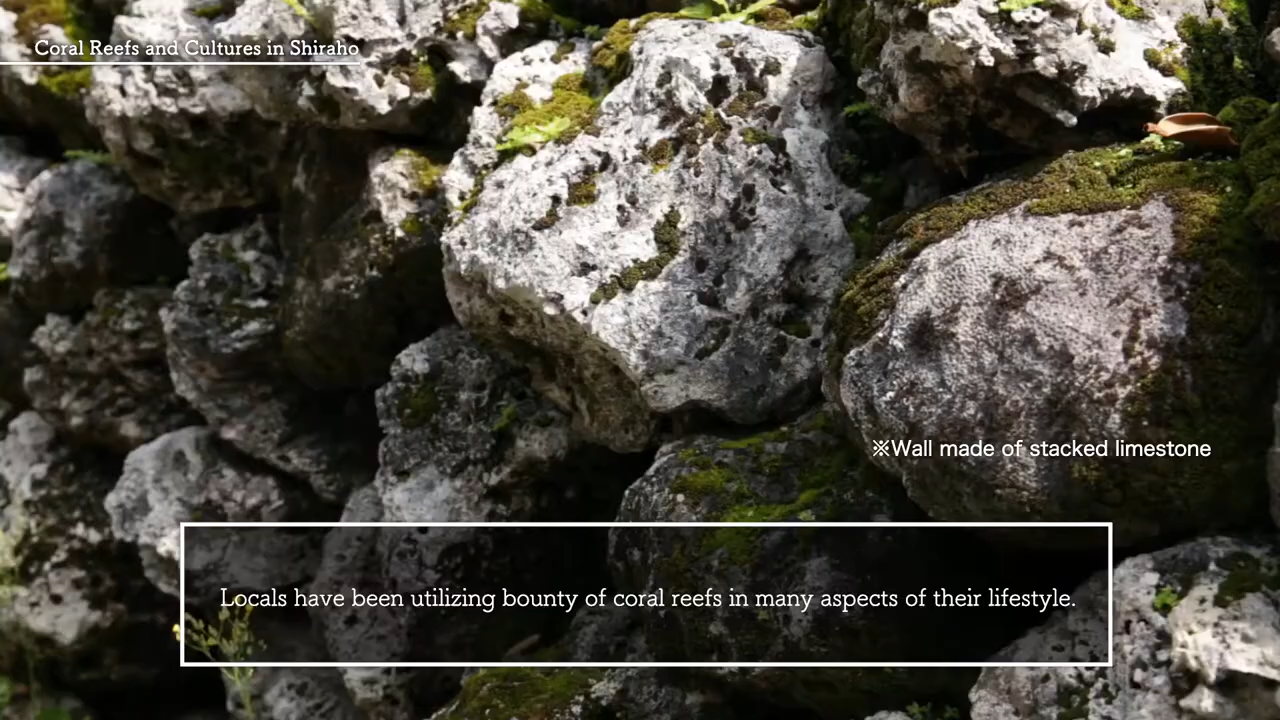 Coral Reefs and Cultures in Shiraho
※Wall made of stacked limestone
Locals have been utilizing bounty of coral reefs in many aspects of their lifestyle.